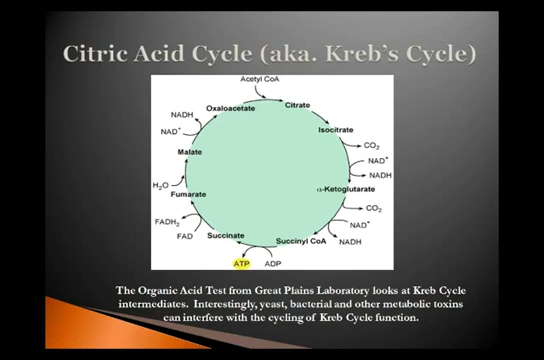 Citric Acid Cycle (aka. Kreb's Cycle)
Acetyl CoA
Oxaloacetate
Citrate
NADH
NAD+
Isocitrate
CO2
NAD+
NADH
Malate
H2O
Fumarate
α-Ketoglutarate
CO2
NAD+
NADH
FADH2
FAD
Succinate
Succinyl CoA
ATP
ADP
The Organic Acid Test from Great Plains Laboratory looks at Kreb Cycle
intermediates. Interestingly, yeast, bacterial and other metabolic toxins
can interfere with the cycling of Kreb Cycle function.